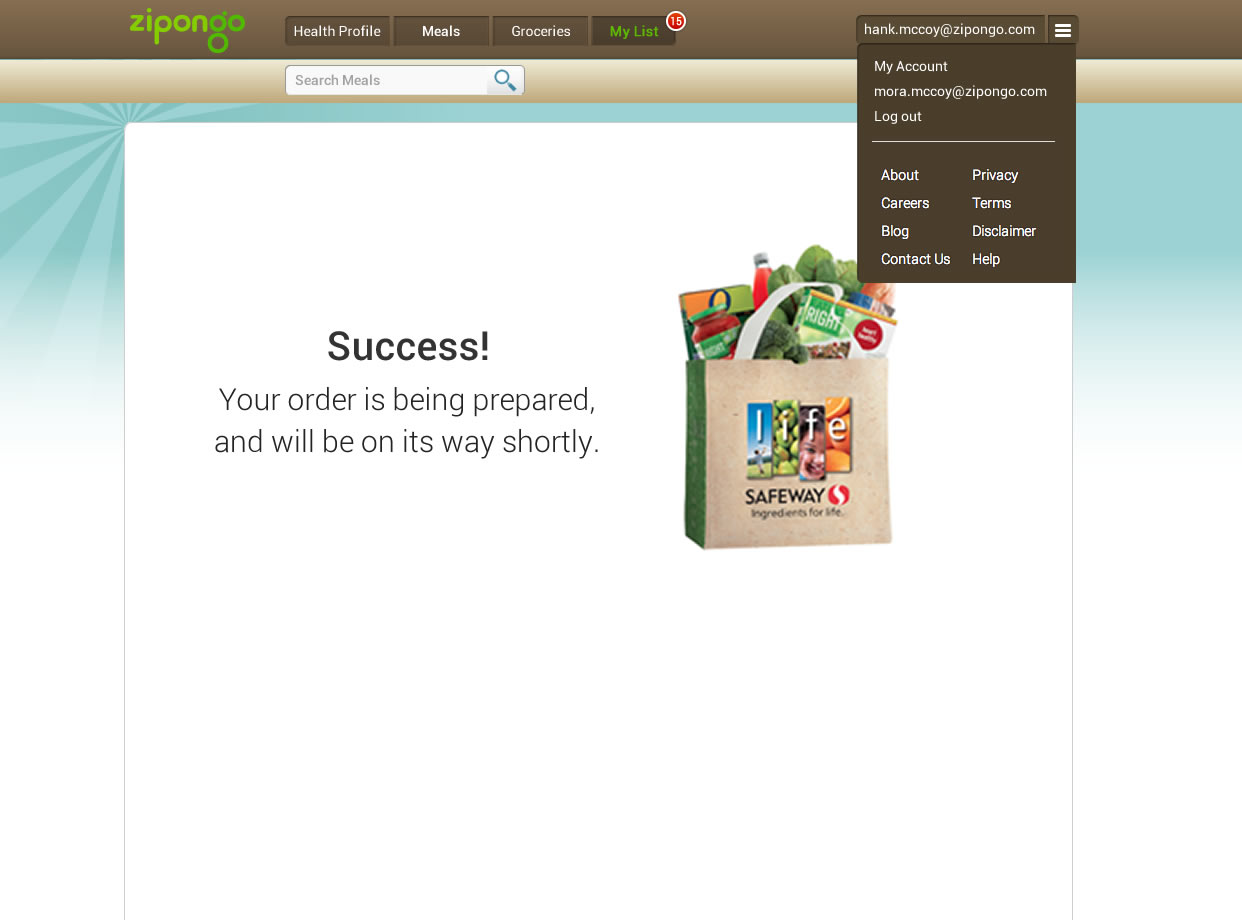 zipongo
Health Profile
Meals
Groceries
My List
15
hank.mccoy@zipongo.com
Search Meals
My Account
mora.mccoy@zipongo.com
Log out
About
Privacy
Careers
Terms
Blog
Disclaimer
Contact Us
Help
RIGHT
Success!
Your order is being prepared,
and will be on its way shortly.
life
SAFEWAY
Ingredients for life.